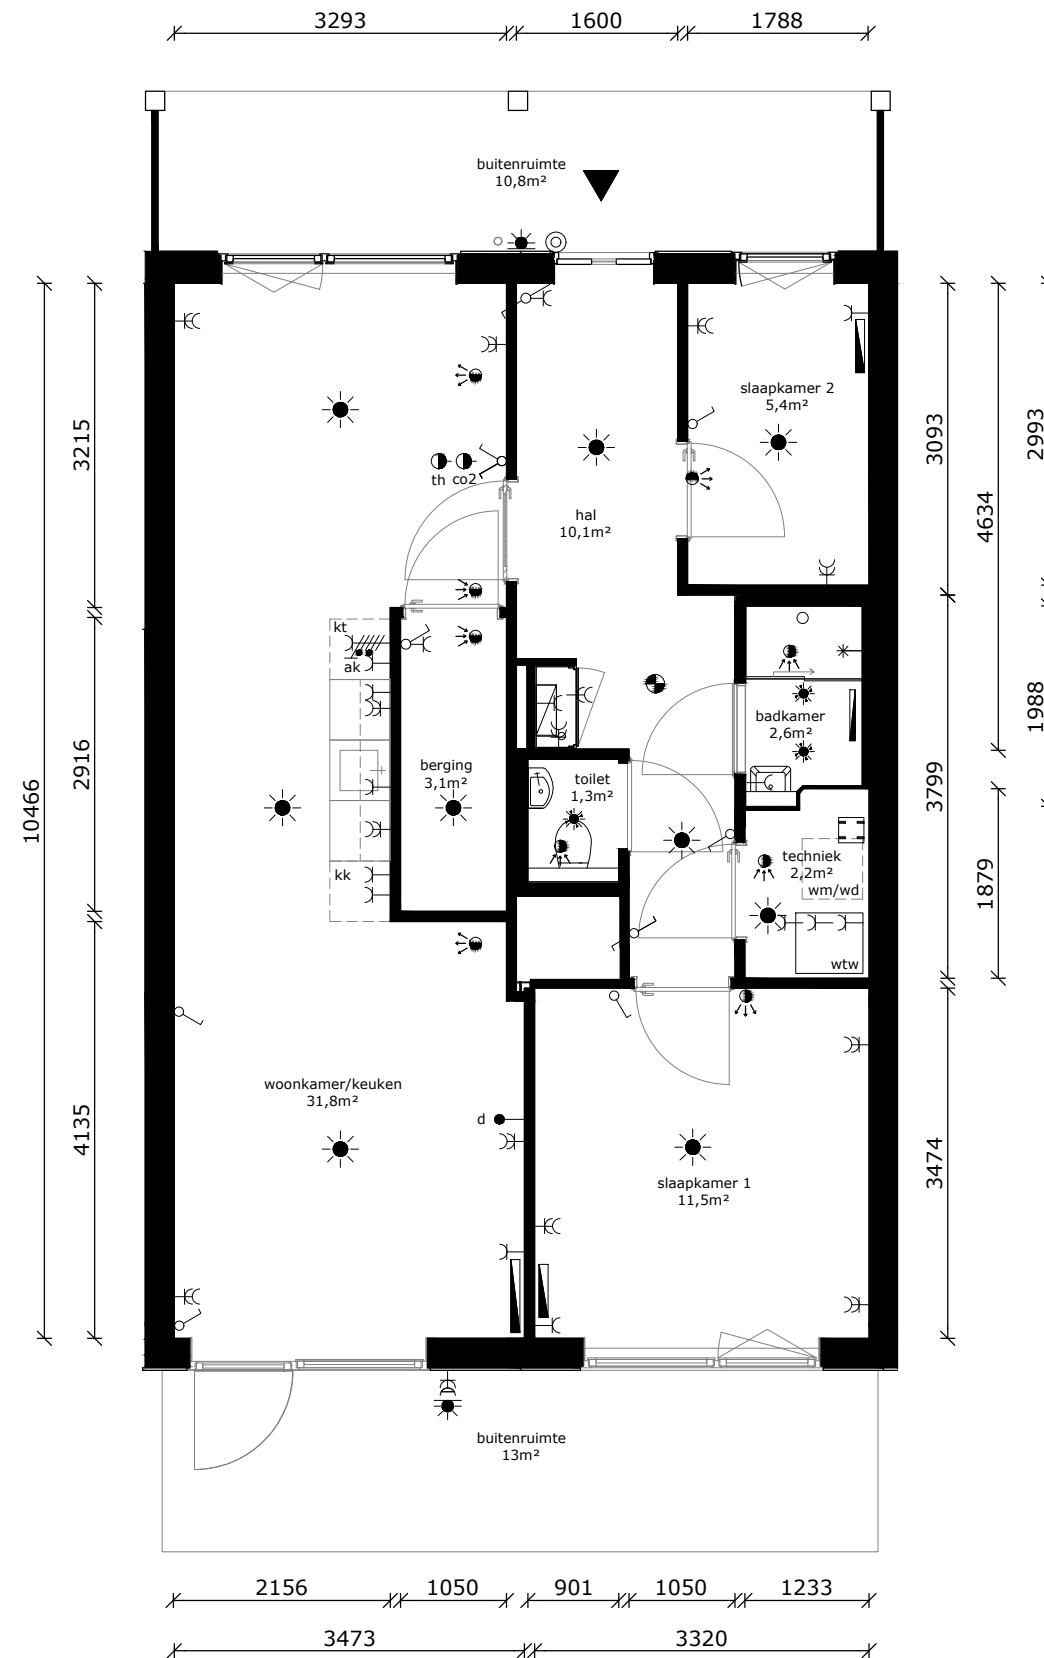 3293
1600
1788
buitenruimte
10,8m²
slaapkamer 2
5,4m²
3215
3093
2993
th
co2
4634
hal
10,1m²
kt
ak
badkamer
2,6m²
1988
berging
3,1m²
toilet
1,3m²
2916
3799
10466
techniek
2,2m²
wm/wd
1879
kk
wtw
woonkamer/keuken
31,8m²
d
4135
3474
slaapkamer 1
11,5m²
buitenruimte
13m²
2156
1050
901
1050
1233
3473
3320